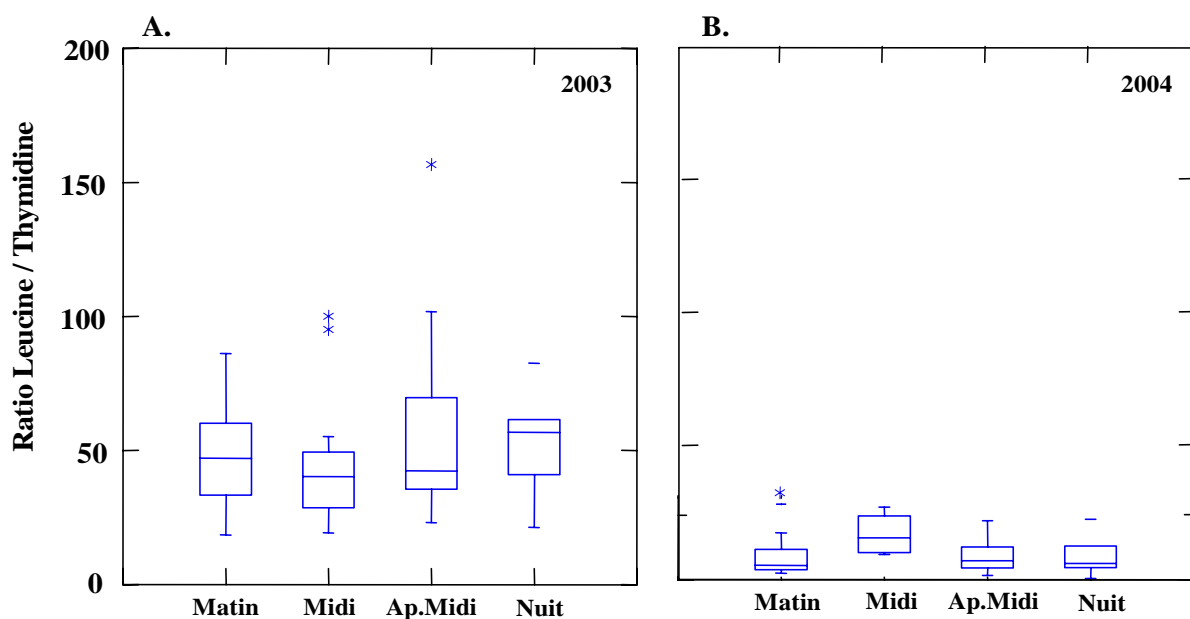 A.
B.
200
2003
2004
150
100
50
0
Ratio Leucine / Thymidine
Matin Midi Ap.Midi Nuit
Matin Midi Ap.Midi Nuit